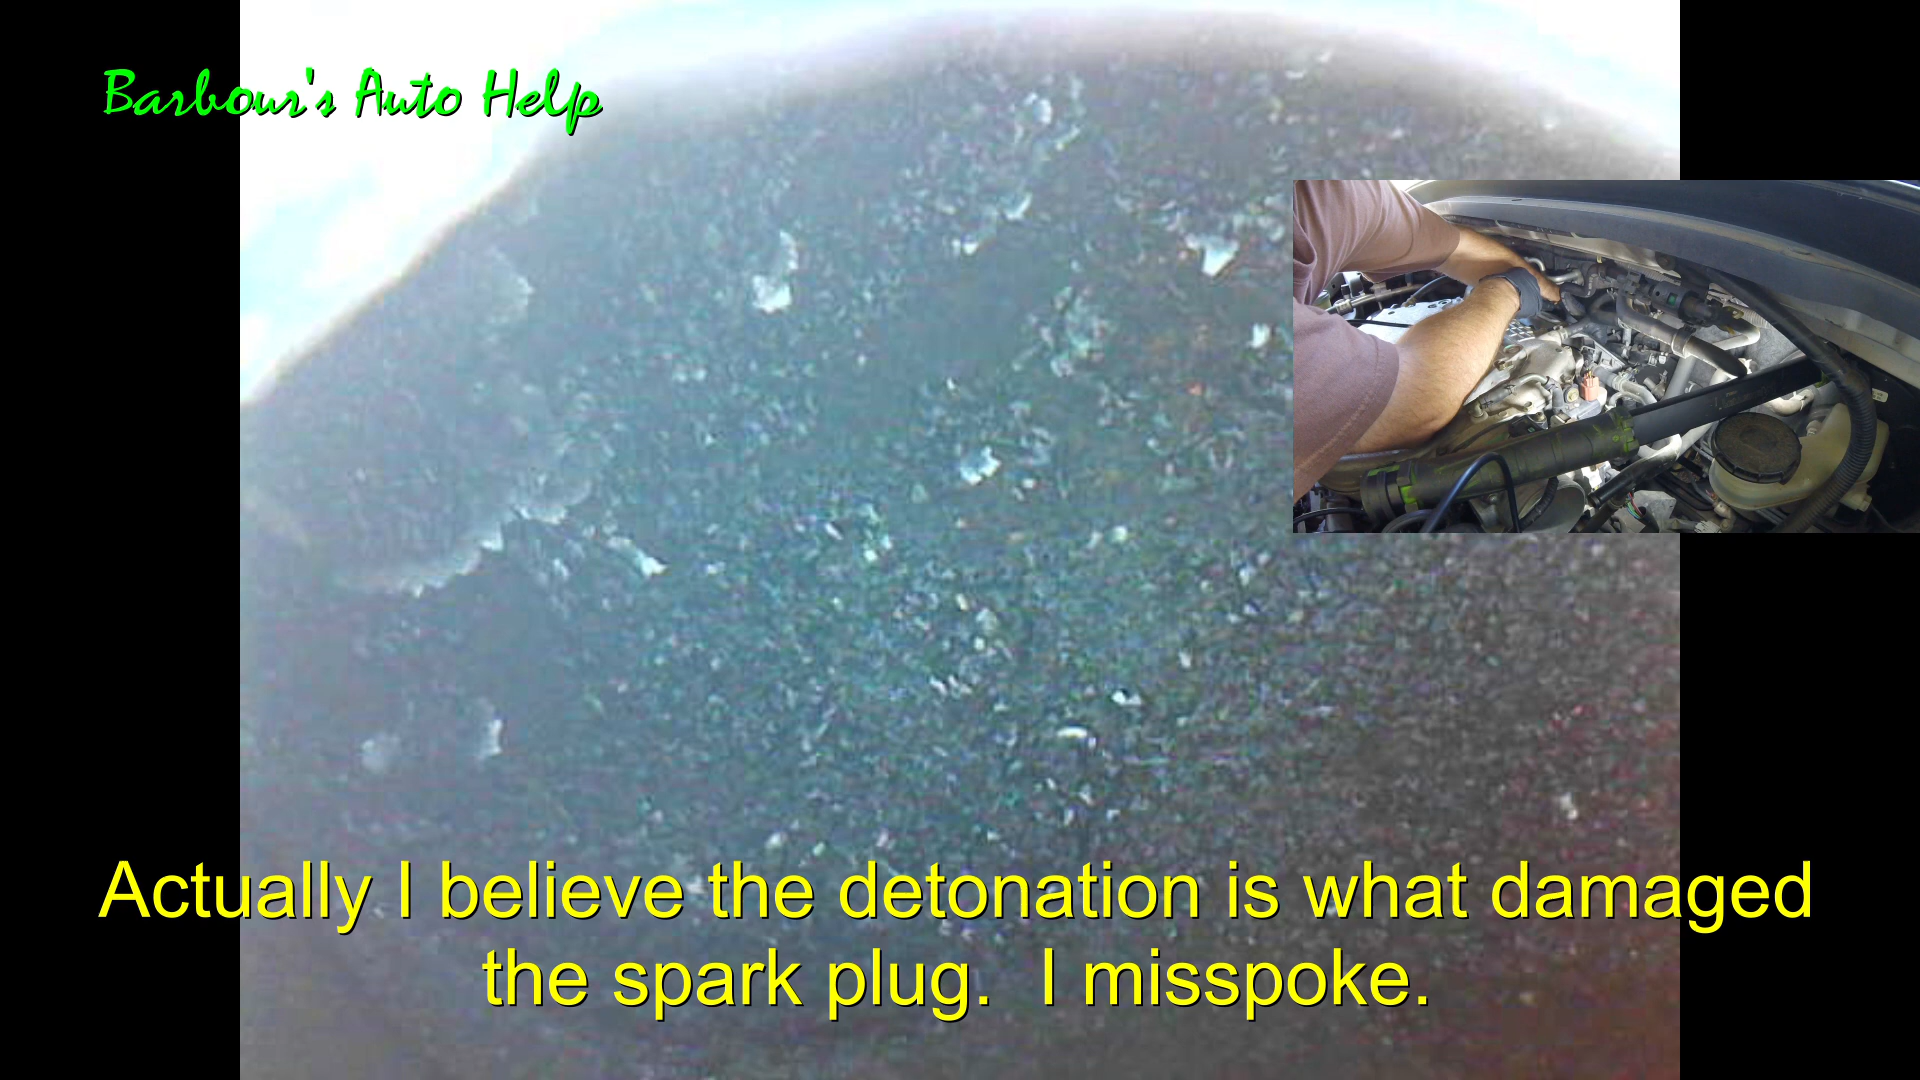 Barbour's Auto Help
Actually I believe the detonation is what damaged
the spark plug.  I misspoke.